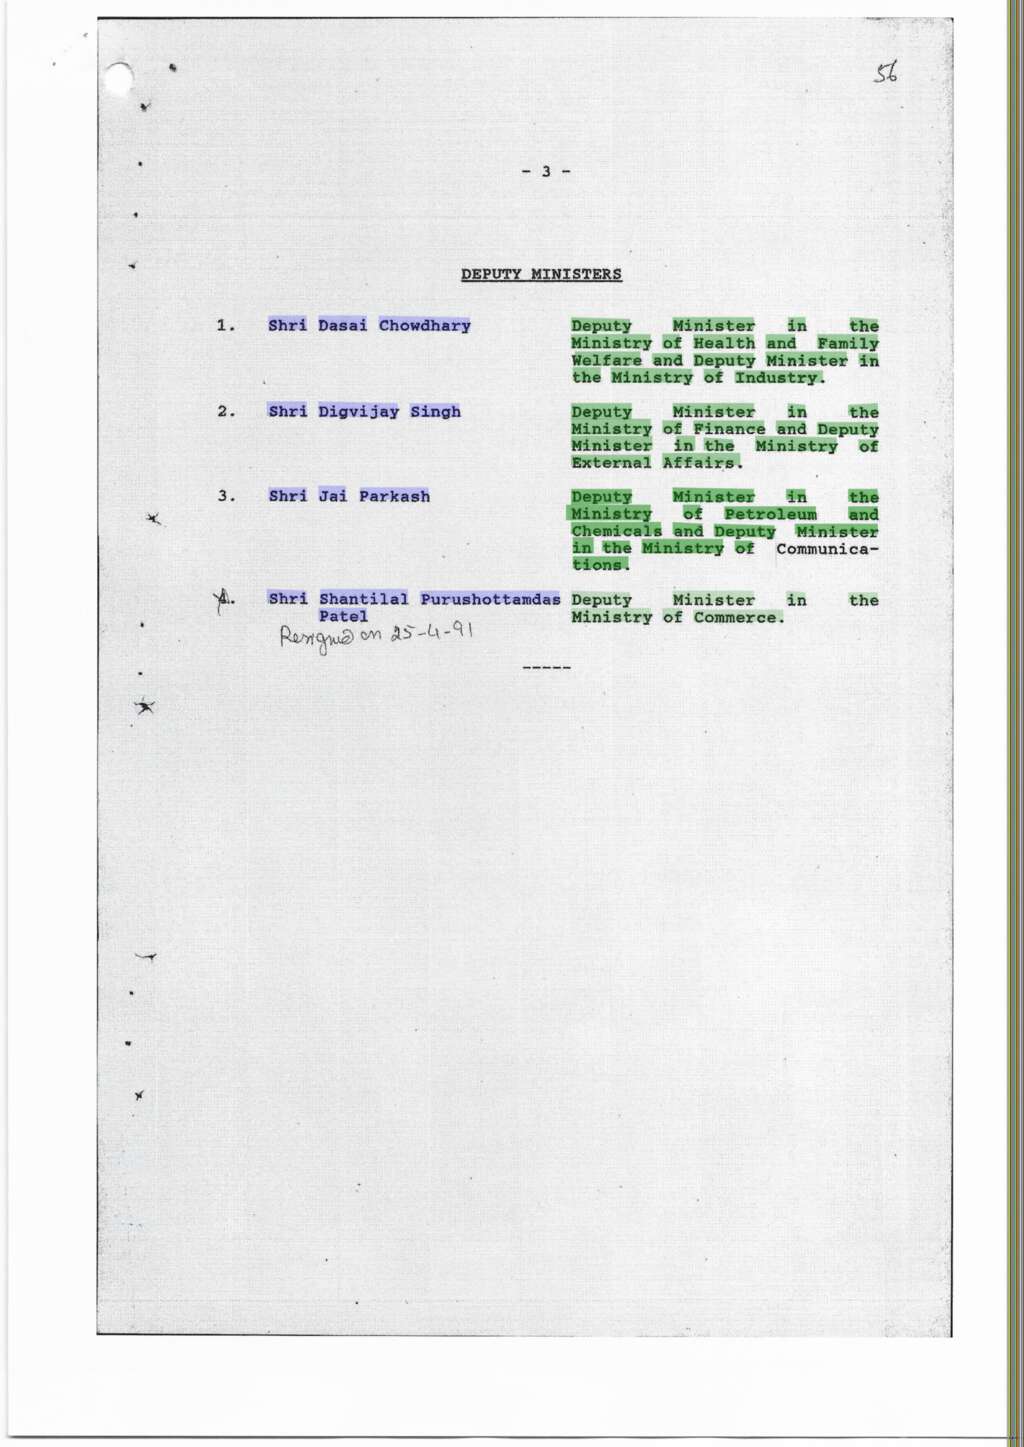 56
- 3 -
DEPUTY MINISTERS
1. Shri Dasai Chowdhary Deputy Minister in the
Ministry of Health and Family
Welfare and Deputy Minister in
the Ministry of Industry.
2. Shri Digvijay Singh Deputy Minister in the
Ministry of Finance and Deputy
Minister in the Ministry of
External Affairs.
3. Shri Jai Parkash Deputy Minister in the
Ministry of Petroleum and
Chemicals and Deputy Minister
in the Ministry of Communica-
tions.
4. Shri Shantilal Purushottamdas Deputy Minister in the
Patel Ministry of Commerce.
Resigned on 25-4-91
-----